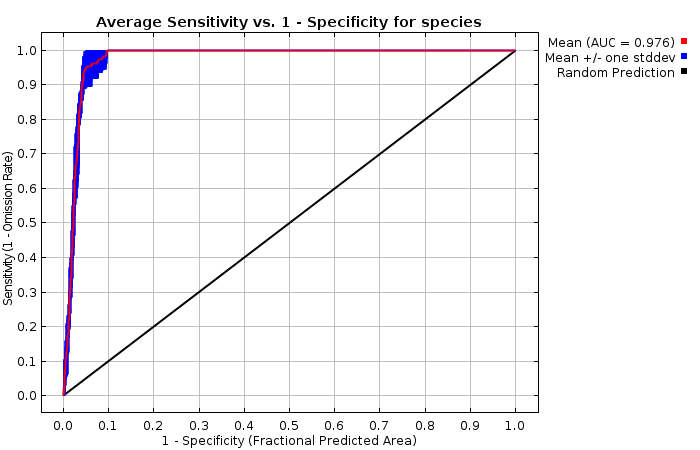 Average Sensitivity vs. 1 - Specificity for species
Mean (AUC = 0.976)
Mean +/- one stddev
Random Prediction
Sensitivity (1 - Omission Rate)
1.0
0.9
0.8
0.7
0.6
0.5
0.4
0.3
0.2
0.1
0.0
0.0 0.1 0.2 0.3 0.4 0.5 0.6 0.7 0.8 0.9 1.0
1 - Specificity (Fractional Predicted Area)